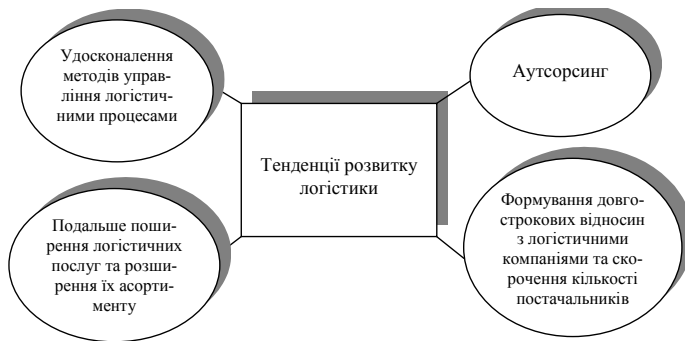 Удосконалення
методів управ-
ління логістич-
ними процесами
Аутсорсинг
Тенденції розвитку
логістики
Подальше поши-
рення логістичних
послуг та розши-
рення їх асорти-
менту
Формування довго-
строкових відносин
з логістичними
компаніями та ско-
рочення кількості
постачальників